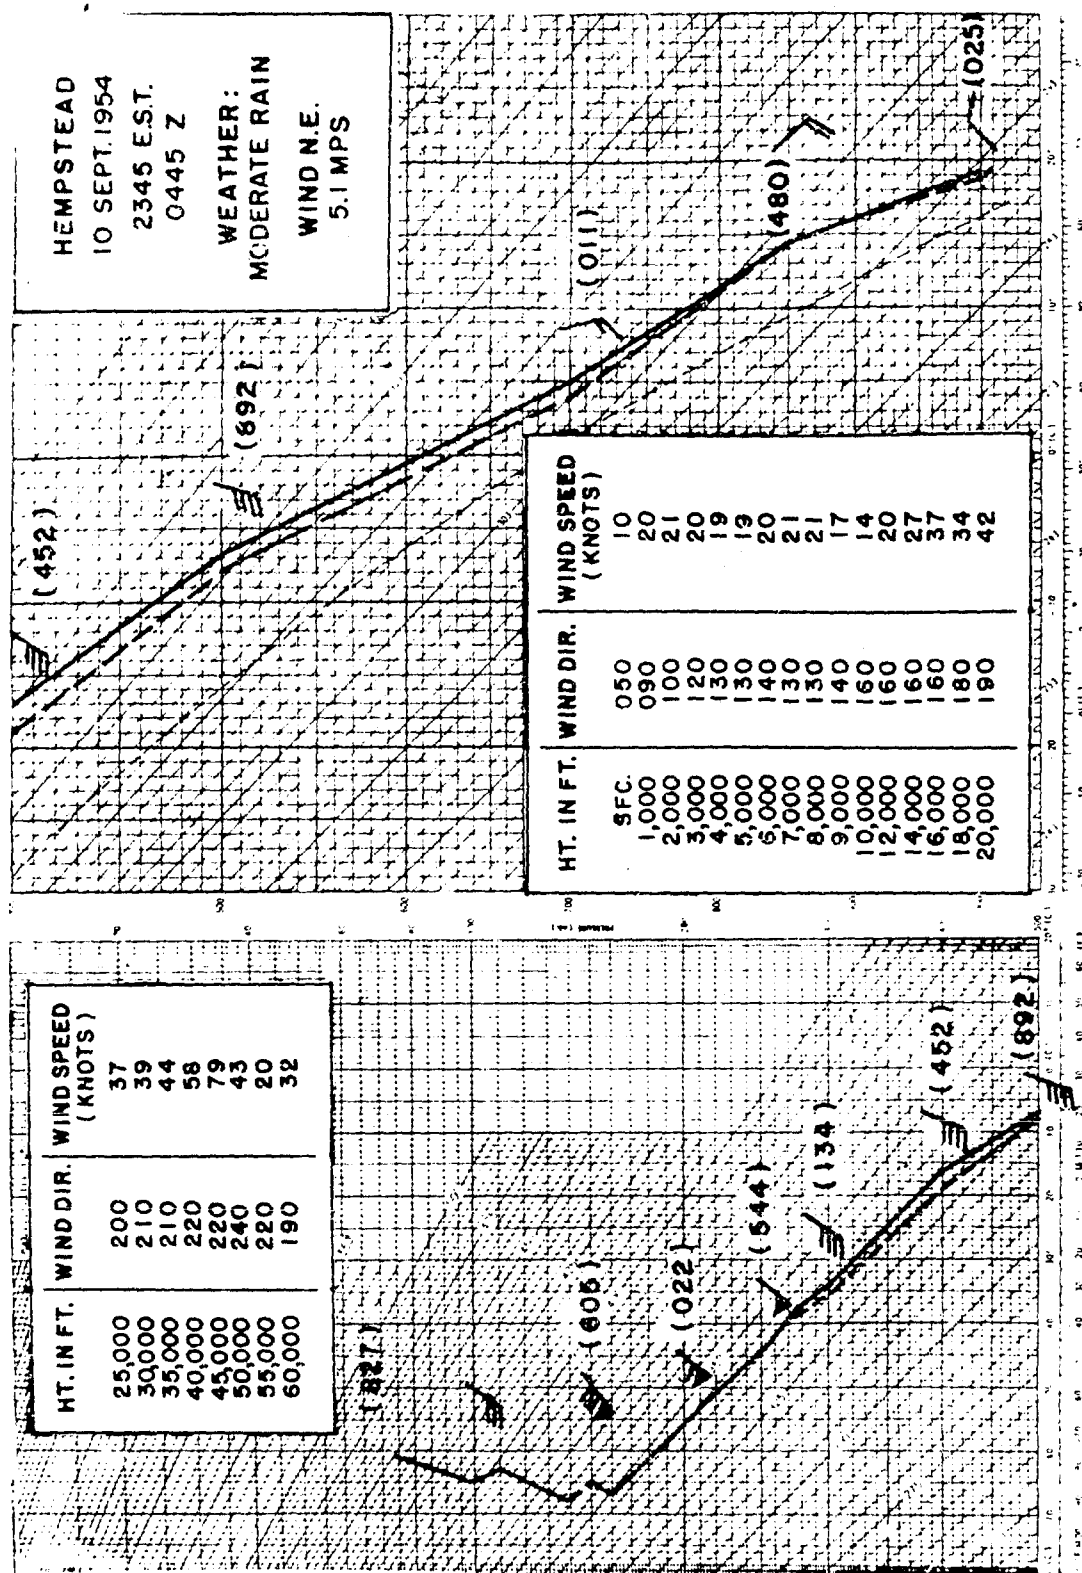 HEMPSTEAD
10 SEPT. 1954
2345 E.S.T.
0445 Z
WEATHER:
MODERATE RAIN
WIND N.E.
5.1 MPS
(452)
(892)
(011)
(480)
(025)
HT. IN FT. WIND DIR. WIND SPEED (KNOTS)
SFC. 050 10
1,000 090 20
2,000 100 21
3,000 120 20
4,000 130 19
5,000 130 19
6,000 140 20
7,000 130 21
8,000 130 21
9,000 140 17
10,000 160 14
12,000 160 20
14,000 160 27
16,000 160 37
18,000 180 34
20,000 190 42
HT. IN FT. WIND DIR. WIND SPEED (KNOTS)
25,000 200 37
30,000 210 39
35,000 210 44
40,000 220 58
45,000 220 79
50,000 240 43
55,000 220 20
60,000 190 32
(827)
(605)
(022)
(544)
(134)
(452)
(892)
500
600
700
800